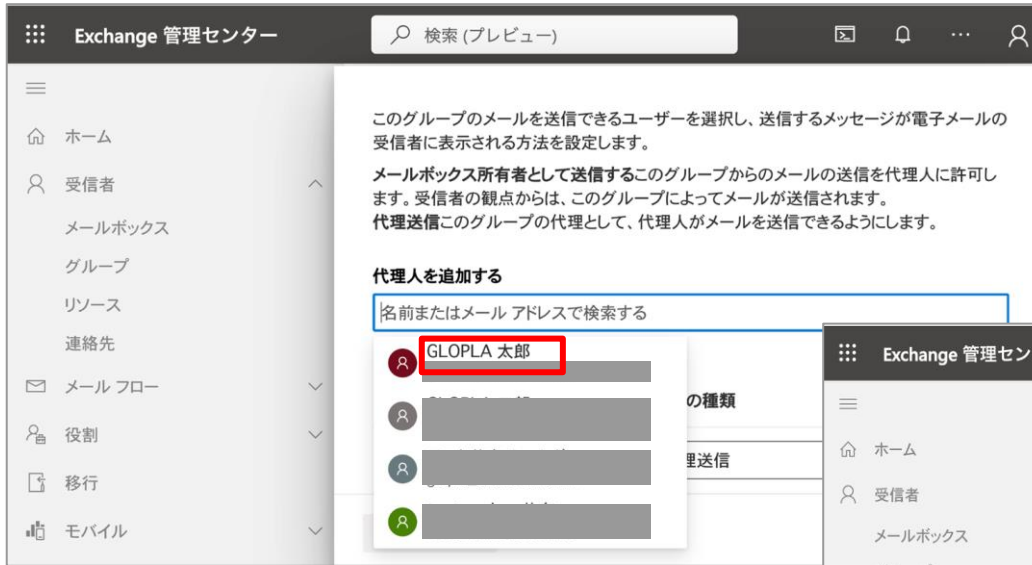 Exchange 管理センター
検索 (プレビュー)
ホーム
受信者
メールボックス
グループ
リソース
連絡先
メール フロー
役割
移行
モバイル
このグループのメールを送信できるユーザーを選択し、送信するメッセージが電子メールの
受信者に表示される方法を設定します。
メールボックス所有者として送信するこのグループからのメールの送信を代理人に許可し
ます。受信者の観点からは、このグループによってメールが送信されます。
代理送信このグループの代理として、代理人がメールを送信できるようにします。
代理人を追加する
名前またはメール アドレスで検索する
GLOPLA 太郎
の種類
理送信
Exchange 管理セン
ホーム
受信者
メールボックス